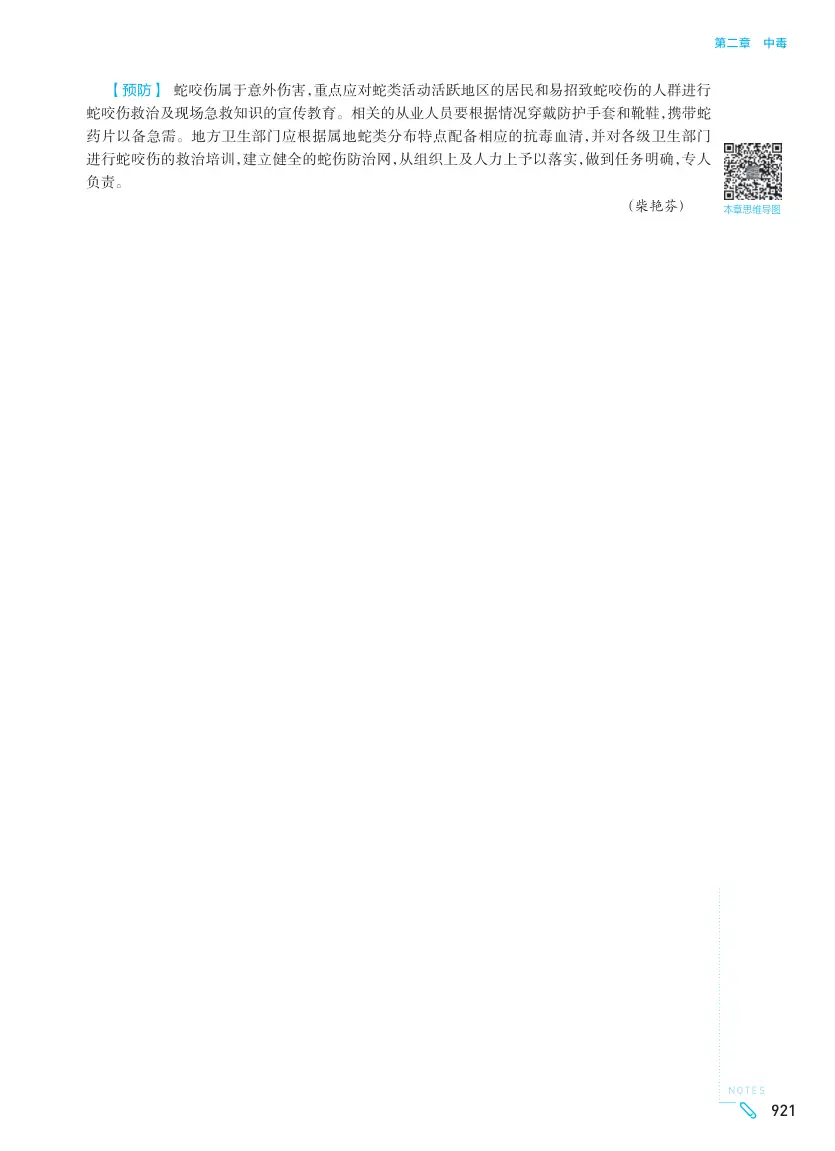 第二章 中毒
【预防】 蛇咬伤属于意外伤害,重点应对蛇类活动活跃地区的居民和易招致蛇咬伤的人群进行
蛇咬伤救治及现场急救知识的宣传教育。相关的从业人员要根据情况穿戴防护手套和靴鞋,携带蛇
药片以备急需。地方卫生部门应根据属地蛇类分布特点配备相应的抗毒血清,并对各级卫生部门
进行蛇咬伤的救治培训,建立健全的蛇伤防治网,从组织上及人力上予以落实,做到任务明确,专人
负责。
(柴艳芬)
本章思维导图
NOTES
921